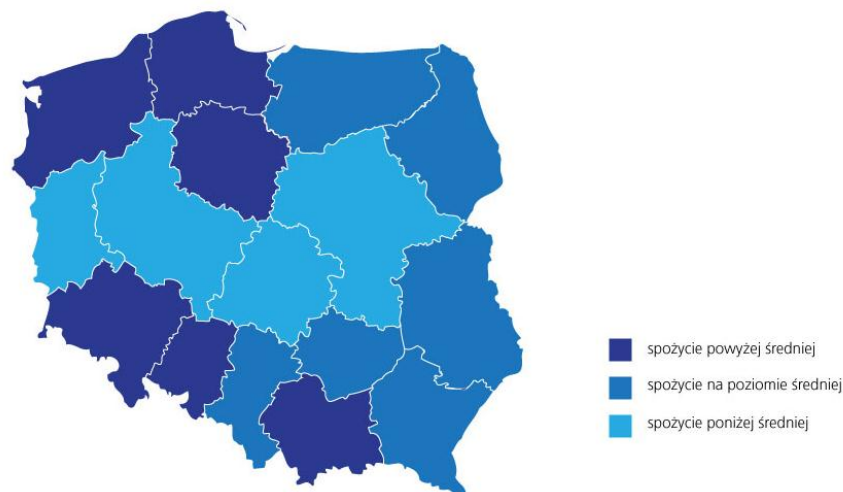 spożycie powyżej średniej
spożycie na poziomie średniej
spożycie poniżej średniej